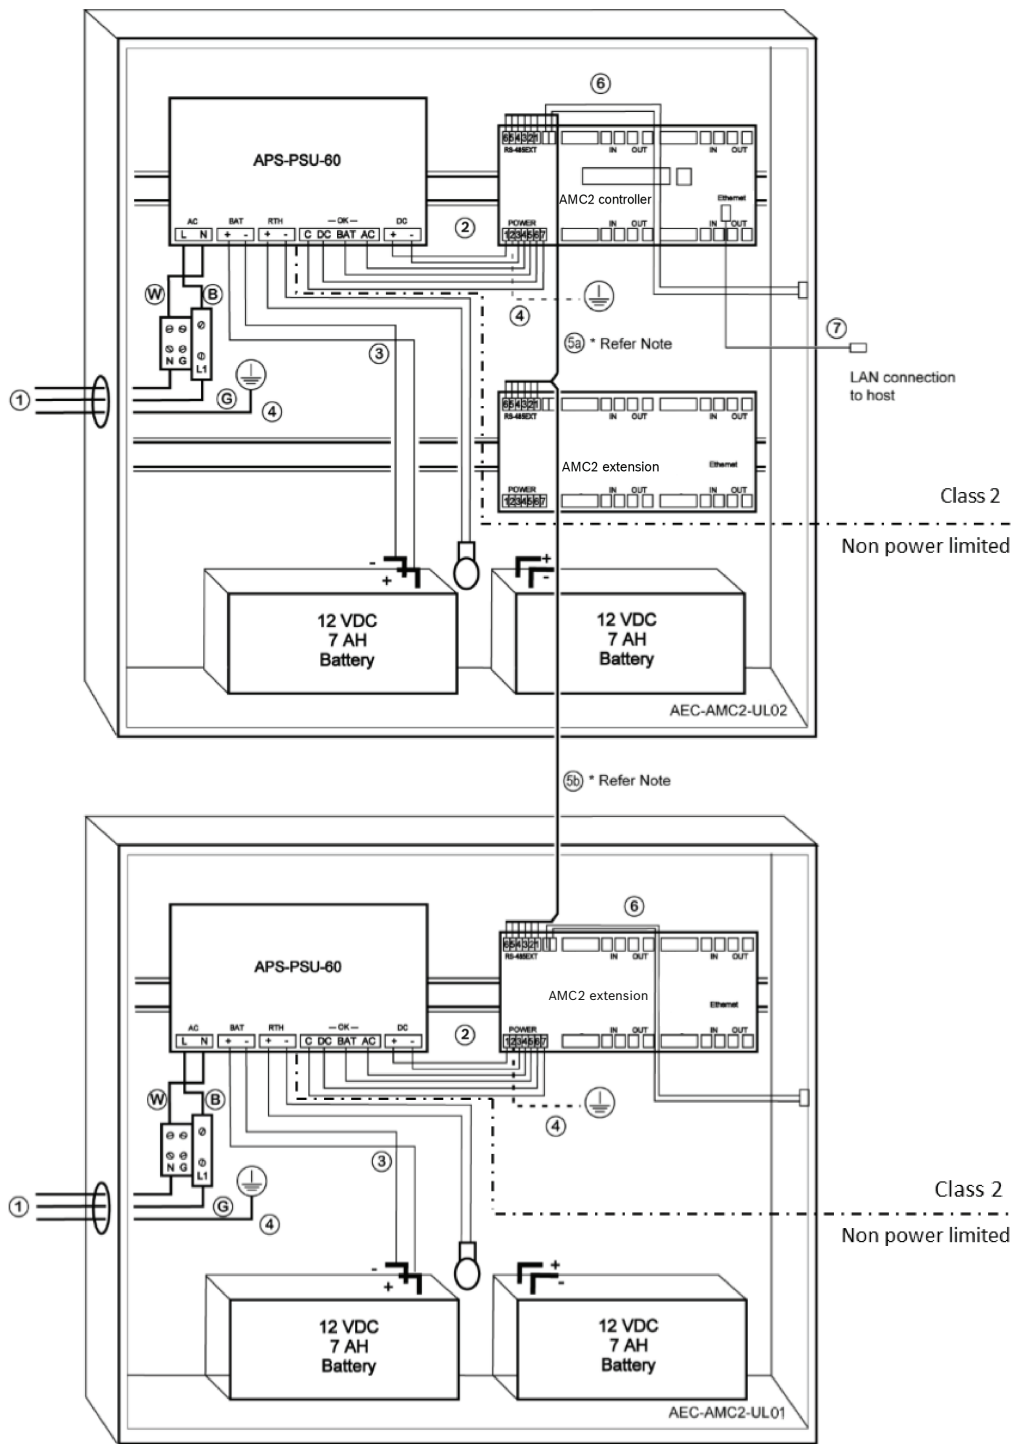 6
APS-PSU-60
654321
RS-485EXT
IN OUT
IN OUT
AMC2 controller
Ethernet
AC BAT RTH — OK — DC
2
POWER
IN OUT
IN OUT
L N + - + - C DC BAT AC + -
1234567
W B
4
7
5a * Refer Note
3
N G
L1
LAN connection
to host
1
G
4
654321
RS-485EXT
IN OUT
IN OUT
AMC2 extension
Ethernet
POWER
IN OUT
IN OUT
1234567
Class 2
Non power limited
-
+
+
-
12 VDC
7 AH
Battery
12 VDC
7 AH
Battery
AEC-AMC2-UL02
5b * Refer Note
6
APS-PSU-60
654321
RS-485EXT
IN OUT
IN OUT
AMC2 extension
Ethernet
AC BAT RTH — OK — DC
2
POWER
IN OUT
IN OUT
L N + - + - C DC BAT AC + -
1234567
W B
4
3
N G
L1
1
G
4
Class 2
Non power limited
-
+
+
-
12 VDC
7 AH
Battery
12 VDC
7 AH
Battery
AEC-AMC2-UL01